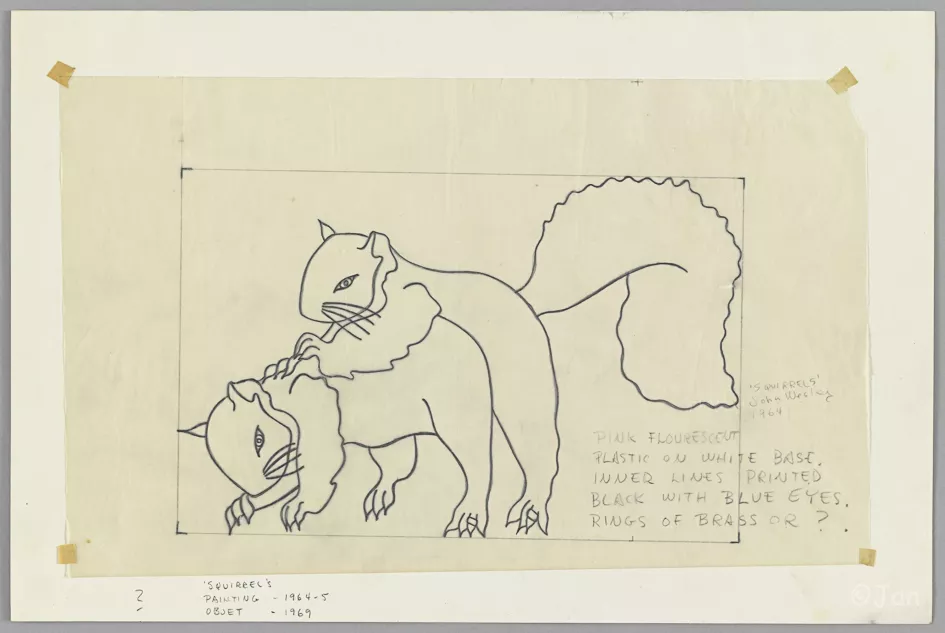 'SQUIRRELS'
John Wesley
1964
PINK FLOURESCENT
PLASTIC ON WHITE BASE.
INNER LINES PRINTED
BLACK WITH BLUE EYES.
RINGS OF BRASS OR ? .
2
'SQUIRREL'S
PAINTING - 1964-5
OBJET - 1969
©Jan